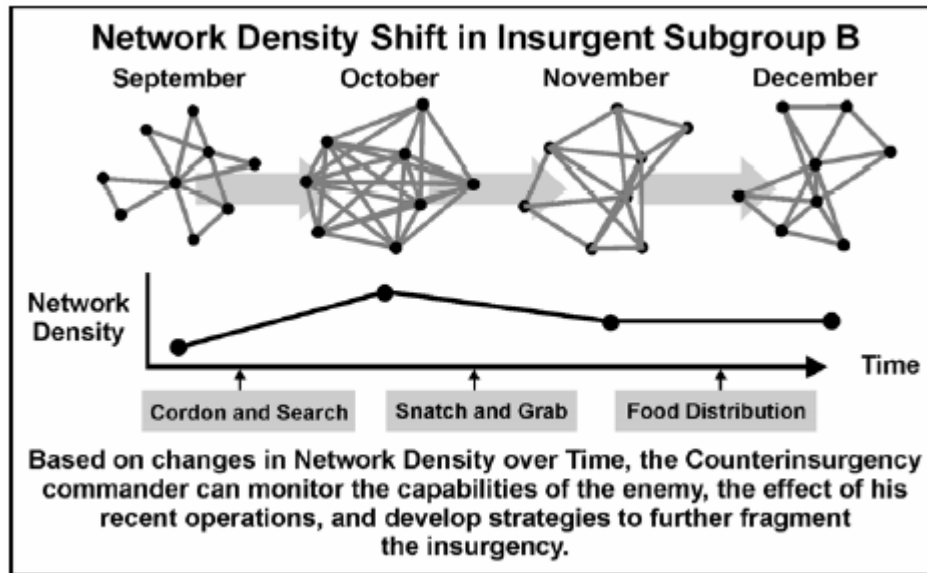 Network Density Shift in Insurgent Subgroup B
September October November December
Network
Density
Time
Cordon and Search Snatch and Grab Food Distribution
Based on changes in Network Density over Time, the Counterinsurgency
commander can monitor the capabilities of the enemy, the effect of his
recent operations, and develop strategies to further fragment
the insurgency.